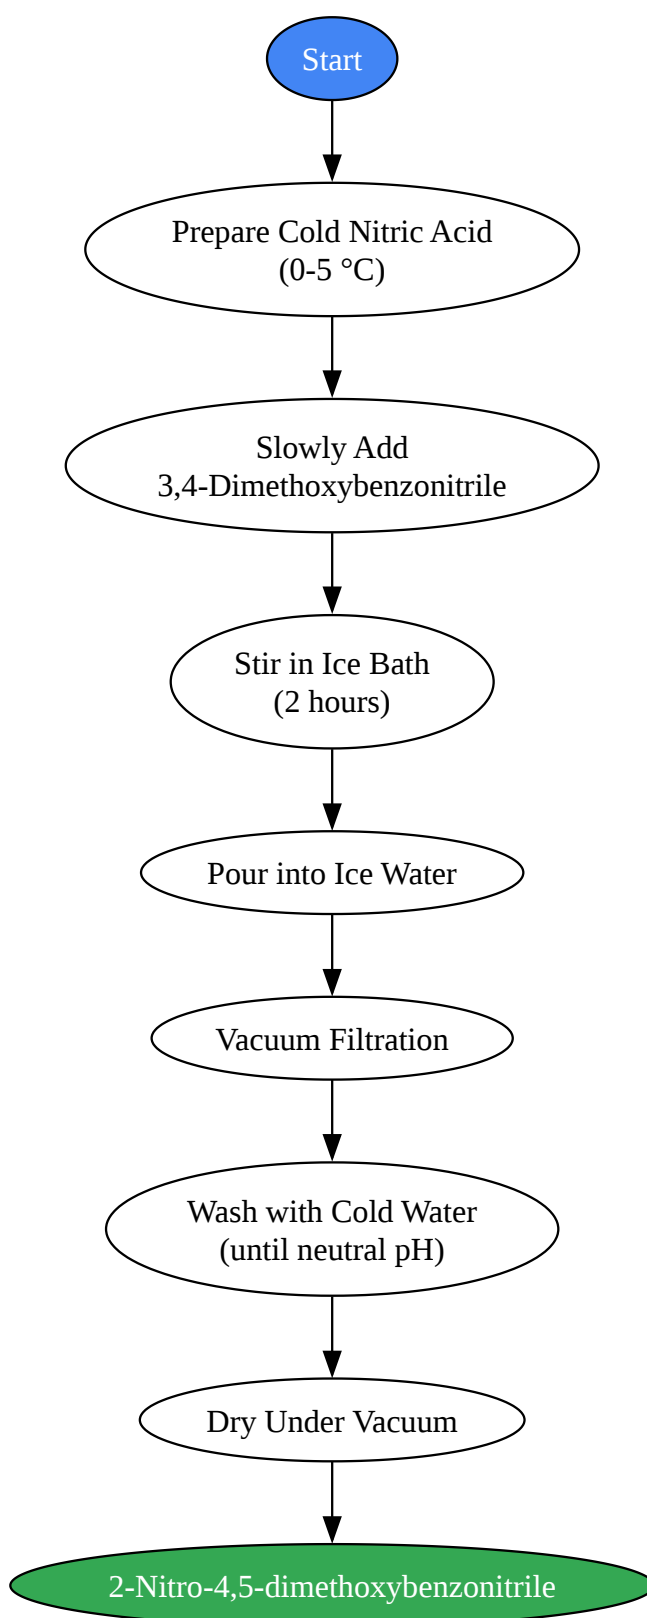 Start
Prepare Cold Nitric Acid
(0-5 °C)
Slowly Add
3,4-Dimethoxybenzonitrile
Stir in Ice Bath
(2 hours)
Pour into Ice Water
Vacuum Filtration
Wash with Cold Water
(until neutral pH)
Dry Under Vacuum
2-Nitro-4,5-dimethoxybenzonitrile